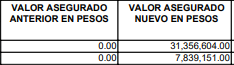 VALOR ASEGURADO VALOR ASEGURADO
ANTERIOR EN PESOS NUEVO EN PESOS
0.00 31,356,604.00
0.00 7,839,151.00